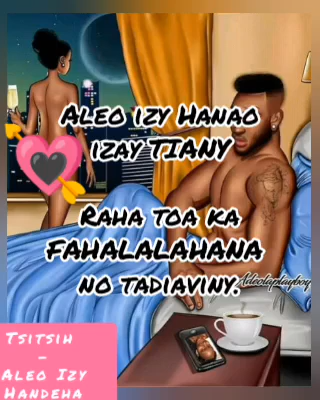 Aleo izy Hanao
izay TIANY
Raha toa ka
FAHALALAHANA
no tadiaviny.
Adeolaplayboy
Tsitsih
-
Aleo Izy
Handeha